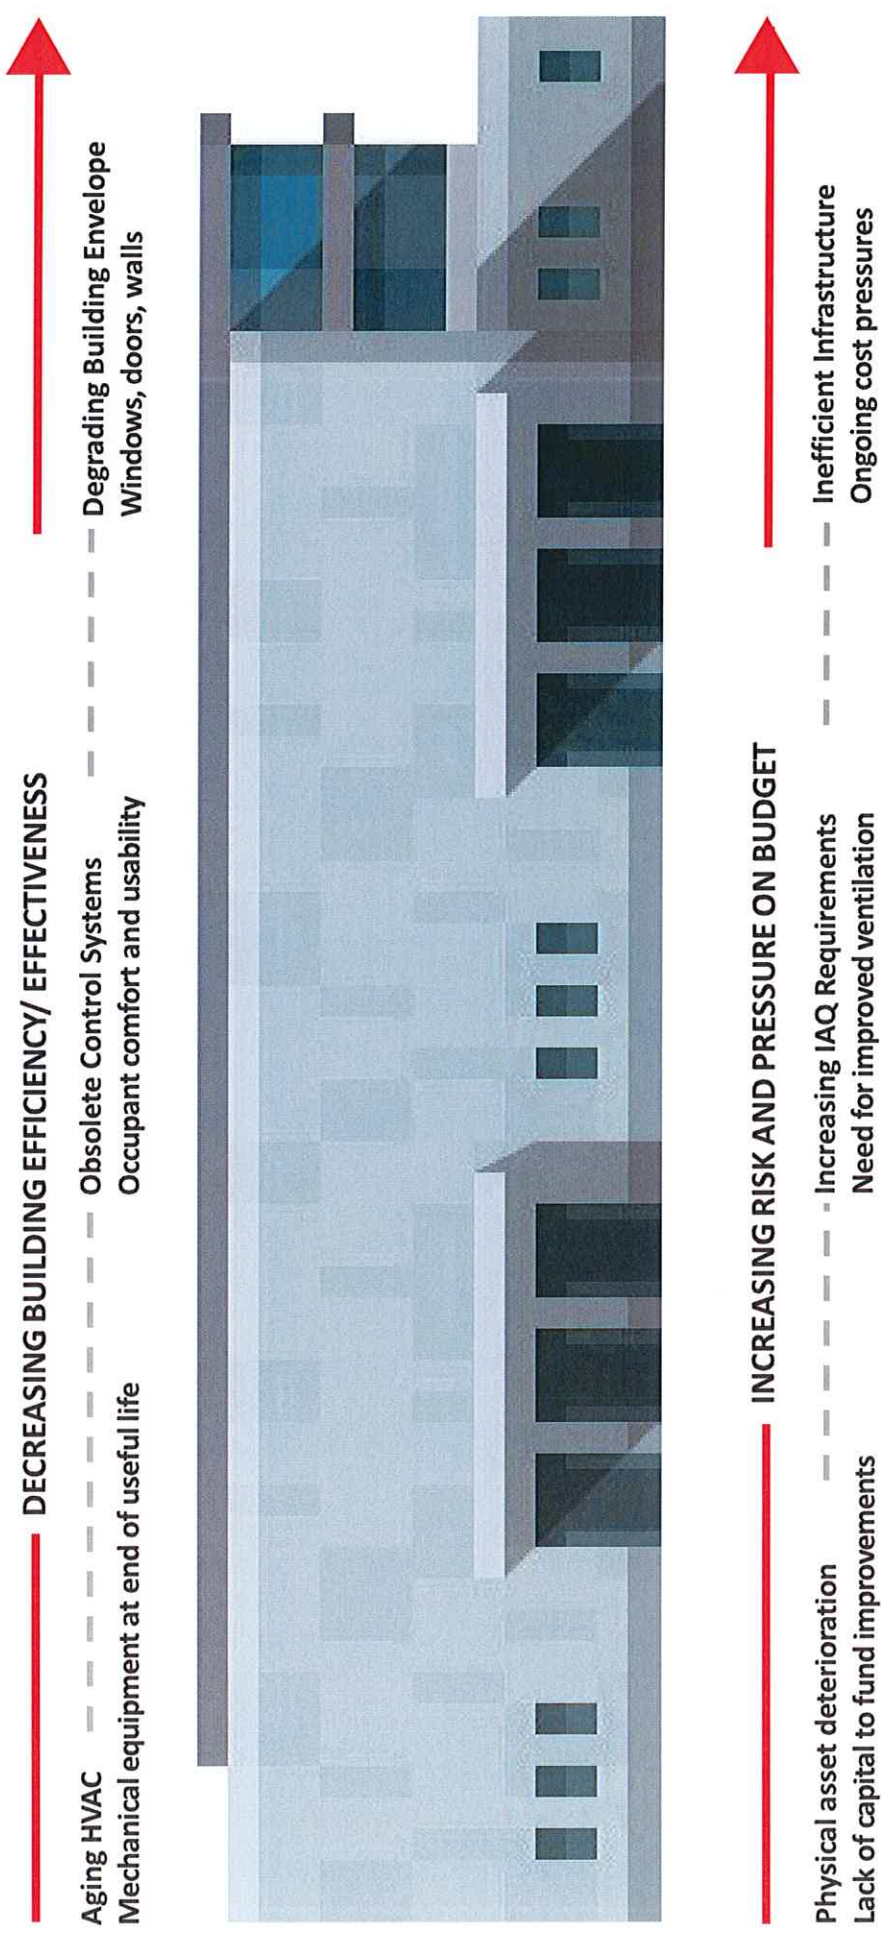 DECREASING BUILDING EFFICIENCY/ EFFECTIVENESS
Aging HVAC
Mechanical equipment at end of useful life
Obsolete Control Systems
Occupant comfort and usability
Degrading Building Envelope
Windows, doors, walls
INCREASING RISK AND PRESSURE ON BUDGET
Physical asset deterioration
Lack of capital to fund improvements
Increasing IAQ Requirements
Need for improved ventilation
Inefficient Infrastructure
Ongoing cost pressures